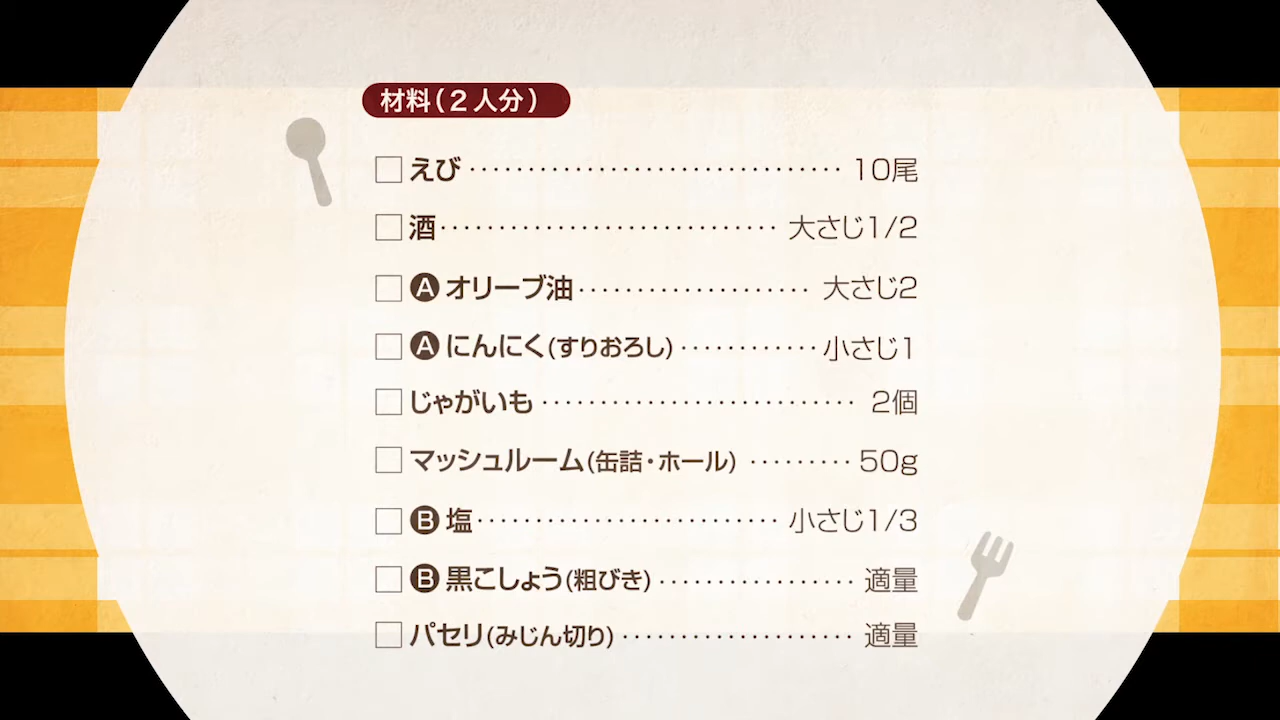 材料(2人分)
□えび……………………………10尾
□酒…………………………大さじ1/2
□Ⓐオリーブ油…………………大さじ2
□Ⓐにんにく(すりおろし)…………小さじ1
□じゃがいも…………………………2個
□マッシュルーム(缶詰・ホール)………50g
□Ⓑ塩…………………………小さじ1/3
□Ⓑ黒こしょう(粗びき)………………適量
□パセリ(みじん切り)…………………適量